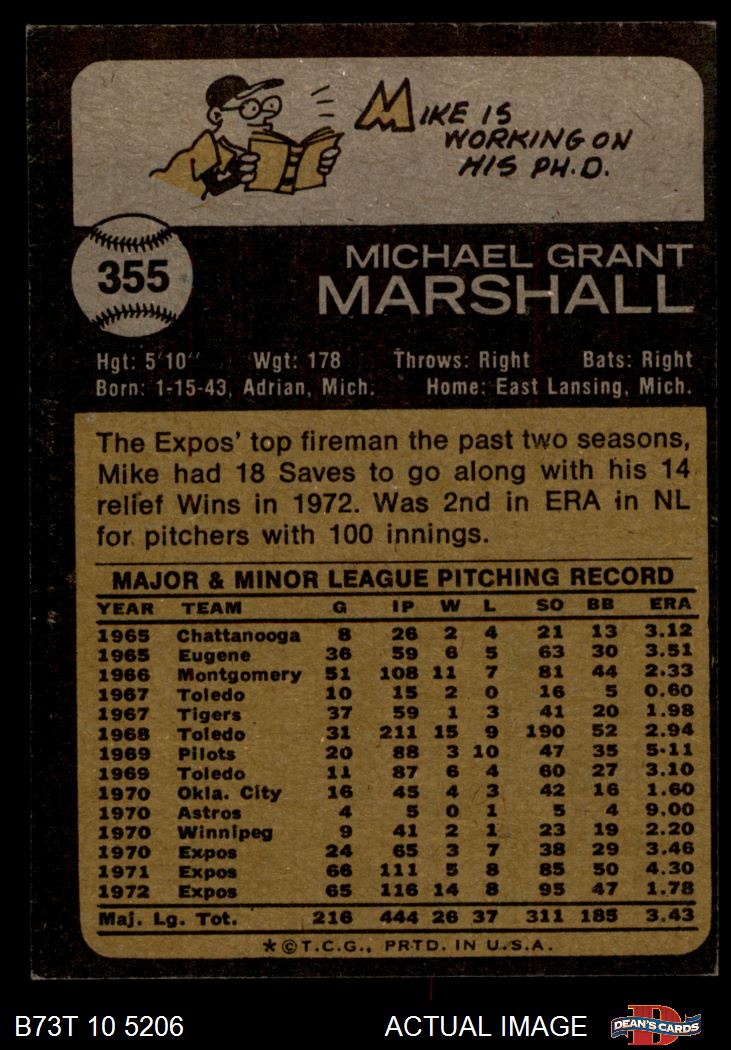 MIKE IS
WORKING ON
HIS PH.D.
355
MICHAEL GRANT
MARSHALL
Hgt: 5'10" Wgt: 178 Throws: Right Bats: Right
Born: 1-15-43, Adrian, Mich. Home: East Lansing, Mich.
The Expos' top fireman the past two seasons,
Mike had 18 Saves to go along with his 14
relief Wins in 1972. Was 2nd in ERA in NL
for pitchers with 100 innings.
MAJOR & MINOR LEAGUE PITCHING RECORD
YEAR TEAM G IP W L SO BB ERA
1965 Chattanooga 8 26 2 4 21 13 3.12
1965 Eugene 36 59 6 5 63 30 3.51
1966 Montgomery 51 108 11 7 81 44 2.33
1967 Toledo 10 15 2 0 16 5 0.60
1967 Tigers 37 59 1 3 41 20 1.98
1968 Toledo 31 211 15 9 190 52 2.94
1969 Pilots 20 88 3 10 47 35 5.11
1969 Toledo 11 87 6 4 60 27 3.10
1970 Okla. City 16 45 4 3 42 16 1.60
1970 Astros 4 5 0 1 5 4 9.00
1970 Winnipeg 9 41 2 1 23 19 2.20
1970 Expos 24 65 3 7 38 29 3.46
1971 Expos 66 111 5 8 85 50 4.30
1972 Expos 65 116 14 8 95 47 1.78
Maj. Lg. Tot. 216 444 26 37 311 185 3.43
*©T.C.G., PRTD. IN U.S.A.
B73T 10 5206 ACTUAL IMAGE
D
DEAN'S CARDS